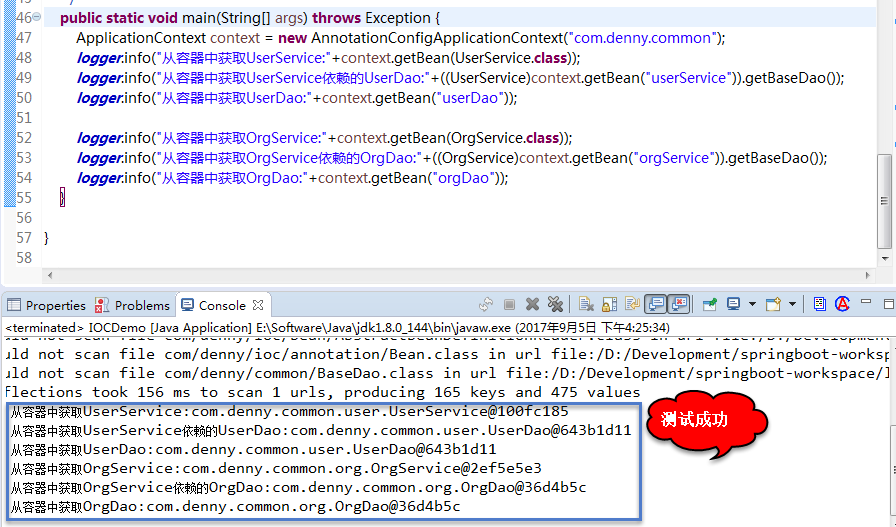 46 public static void main(String[] args) throws Exception {
47 ApplicationContext context = new AnnotationConfigApplicationContext("com.denny.common");
48 logger.info("从容器中获取UserService:"+context.getBean(UserService.class));
49 logger.info("从容器中获取UserService依赖的UserDao:"+((UserService)context.getBean("userService")).getBaseDao());
50 logger.info("从容器中获取UserDao:"+context.getBean("userDao"));
51
52 logger.info("从容器中获取OrgService:"+context.getBean(OrgService.class));
53 logger.info("从容器中获取OrgService依赖的OrgDao:"+((OrgService)context.getBean("orgService")).getBaseDao());
54 logger.info("从容器中获取OrgDao:"+context.getBean("orgDao"));
55 }
56
57 }
58
Properties Problems Console
<terminated> IOCDemo [Java Application] E:\Software\Java\jdk1.8.0_144\bin\javaw.exe (2017年9月5日 下午4:25:34)
uld not scan file com/denny/ioc/annotation/Bean.class in url file:/D:/Development/springboot-worksp
uld not scan file com/denny/common/BaseDao.class in url file:/D:/Development/springboot-workspace/l
flections took 156 ms to scan 1 urls, producing 165 keys and 475 values
从容器中获取UserService:com.denny.common.user.UserService@100fc185
从容器中获取UserService依赖的UserDao:com.denny.common.user.UserDao@643b1d11
从容器中获取UserDao:com.denny.common.user.UserDao@643b1d11
从容器中获取OrgService:com.denny.common.org.OrgService@2ef5e5e3
从容器中获取OrgService依赖的OrgDao:com.denny.common.org.OrgDao@36d4b5c
从容器中获取OrgDao:com.denny.common.org.OrgDao@36d4b5c
测试成功